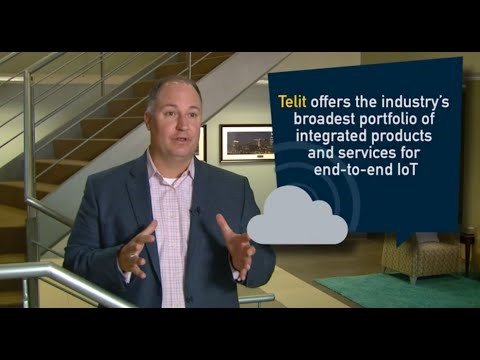 Telit offers the industry's
broadest portfolio of
integrated products
and services for
end-to-end IoT